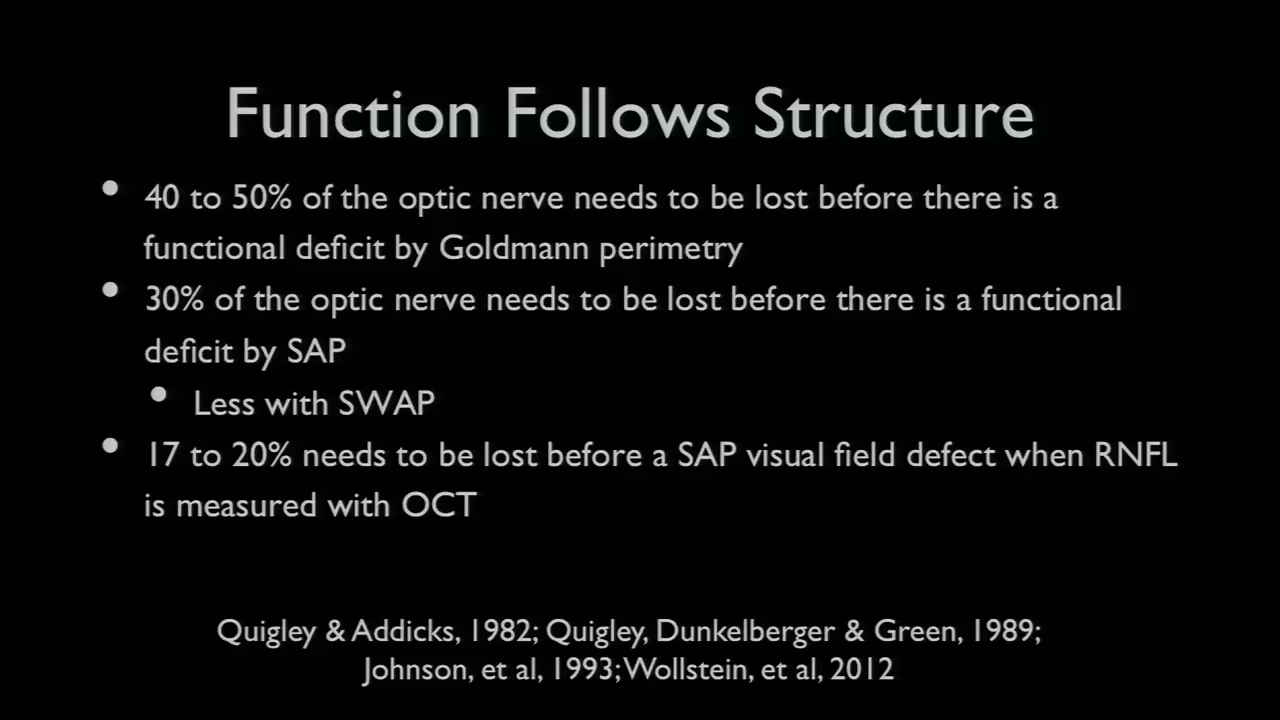 Function Follows Structure
• 40 to 50% of the optic nerve needs to be lost before there is a
functional deficit by Goldmann perimetry
• 30% of the optic nerve needs to be lost before there is a functional
deficit by SAP
• Less with SWAP
• 17 to 20% needs to be lost before a SAP visual field defect when RNFL
is measured with OCT
Quigley & Addicks, 1982; Quigley, Dunkelberger & Green, 1989;
Johnson, et al, 1993; Wollstein, et al, 2012